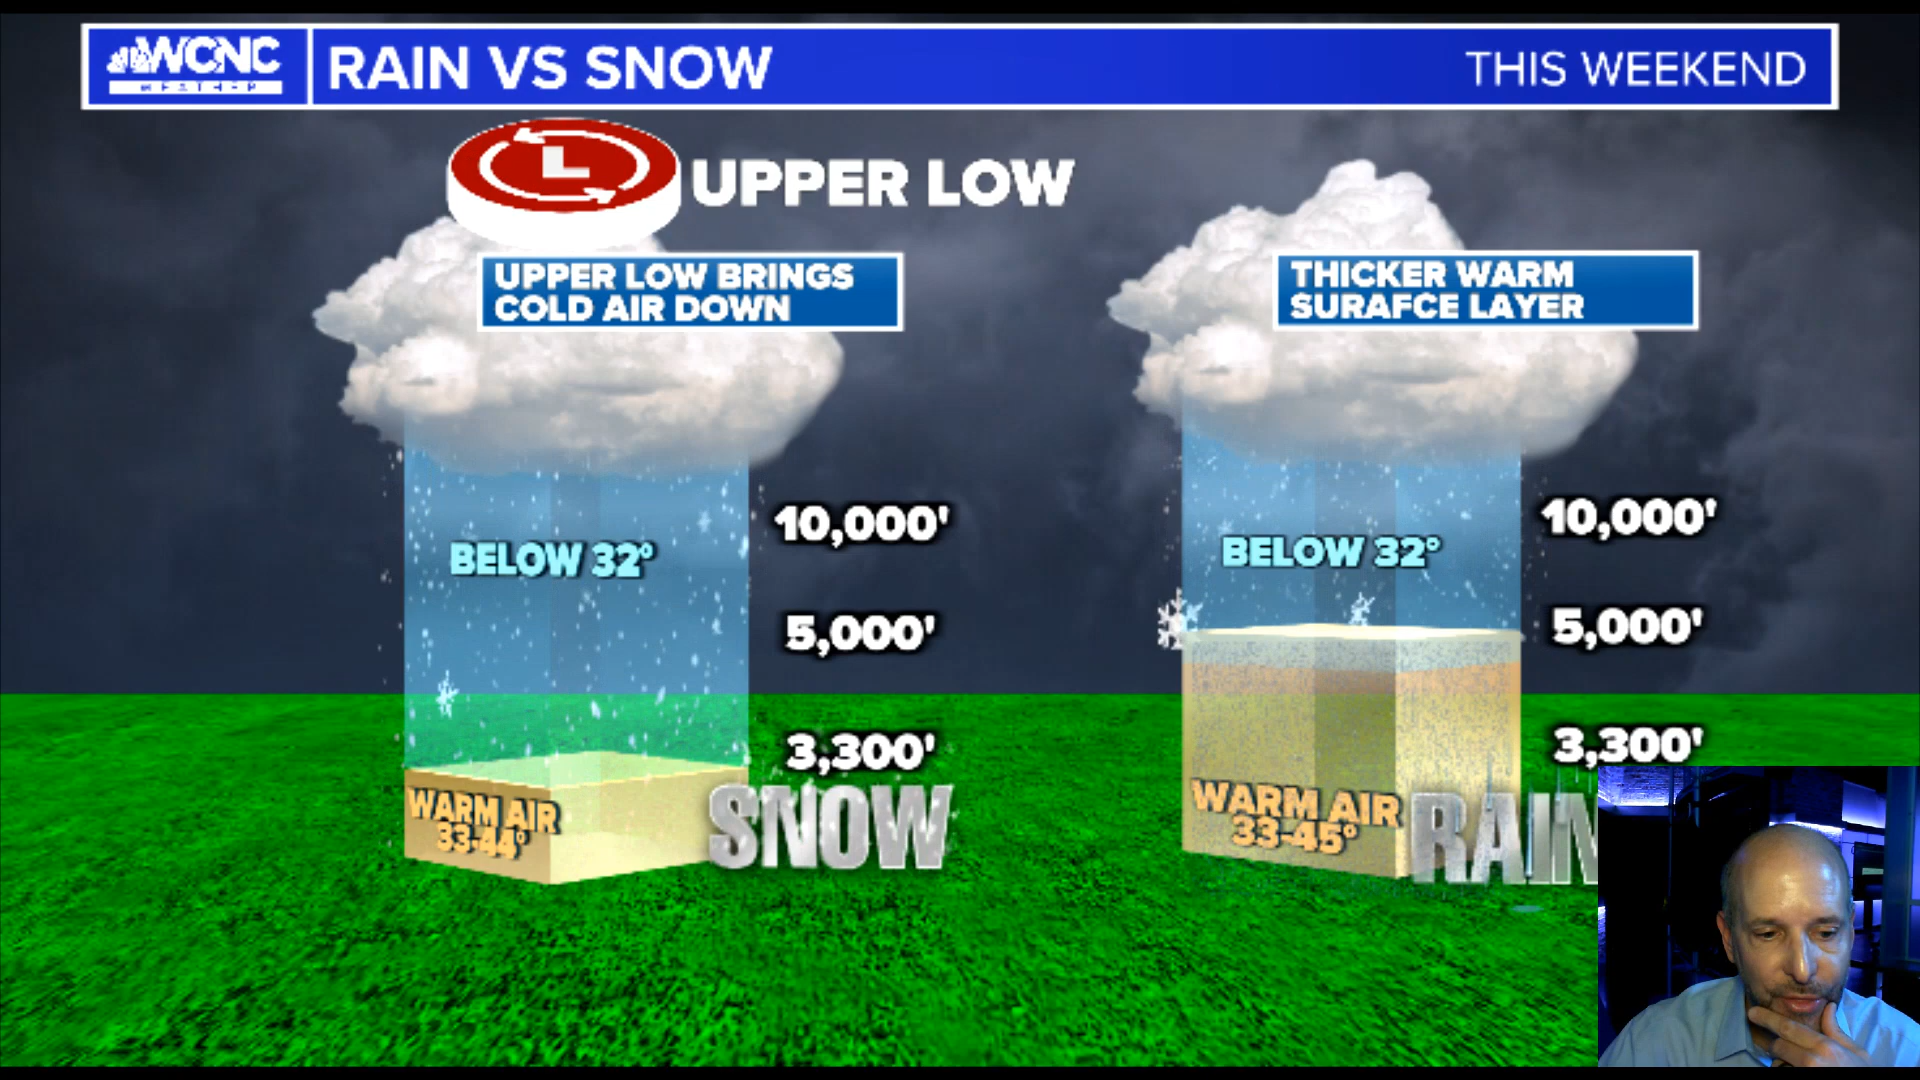 WCNC
WEATHER
RAIN VS SNOW
THIS WEEKEND
L
UPPER LOW
UPPER LOW BRINGS
COLD AIR DOWN
10,000'
BELOW 32°
5,000'
3,300'
WARM AIR
33-44°
SNOW
THICKER WARM
SURAFCE LAYER
10,000'
BELOW 32°
5,000'
3,300'
WARM AIR
33-45°
RAIN